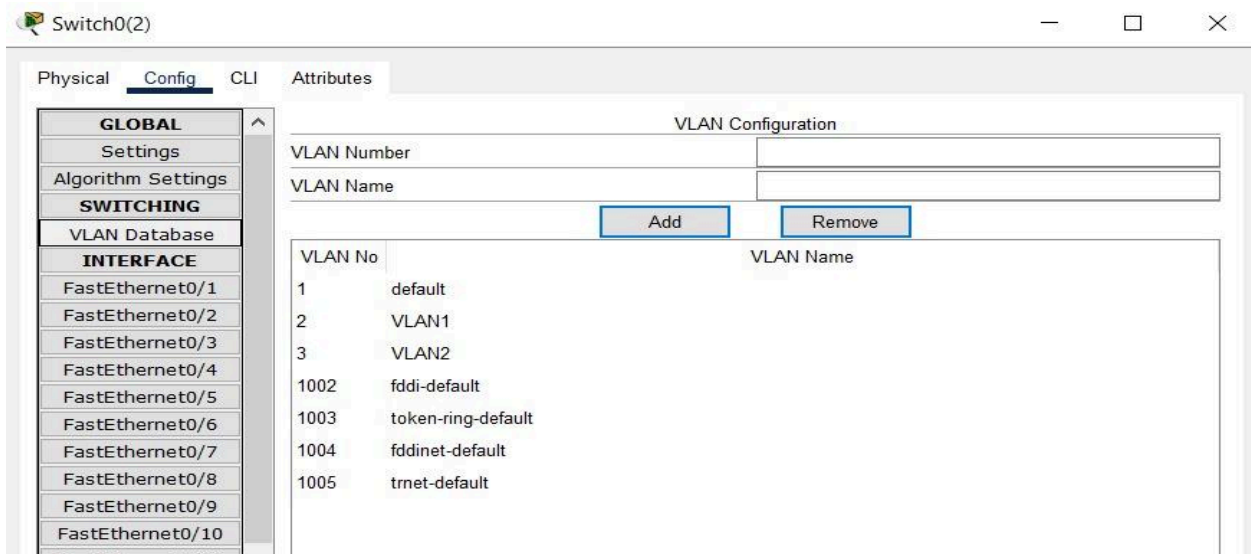 Switch0(2)
Physical Config CLI Attributes
GLOBAL
Settings
Algorithm Settings
SWITCHING
VLAN Database
INTERFACE
FastEthernet0/1
FastEthernet0/2
FastEthernet0/3
FastEthernet0/4
FastEthernet0/5
FastEthernet0/6
FastEthernet0/7
FastEthernet0/8
FastEthernet0/9
FastEthernet0/10
VLAN Configuration
VLAN Number
VLAN Name
Add Remove
VLAN No VLAN Name
1 default
2 VLAN1
3 VLAN2
1002 fddi-default
1003 token-ring-default
1004 fddinet-default
1005 trnet-default